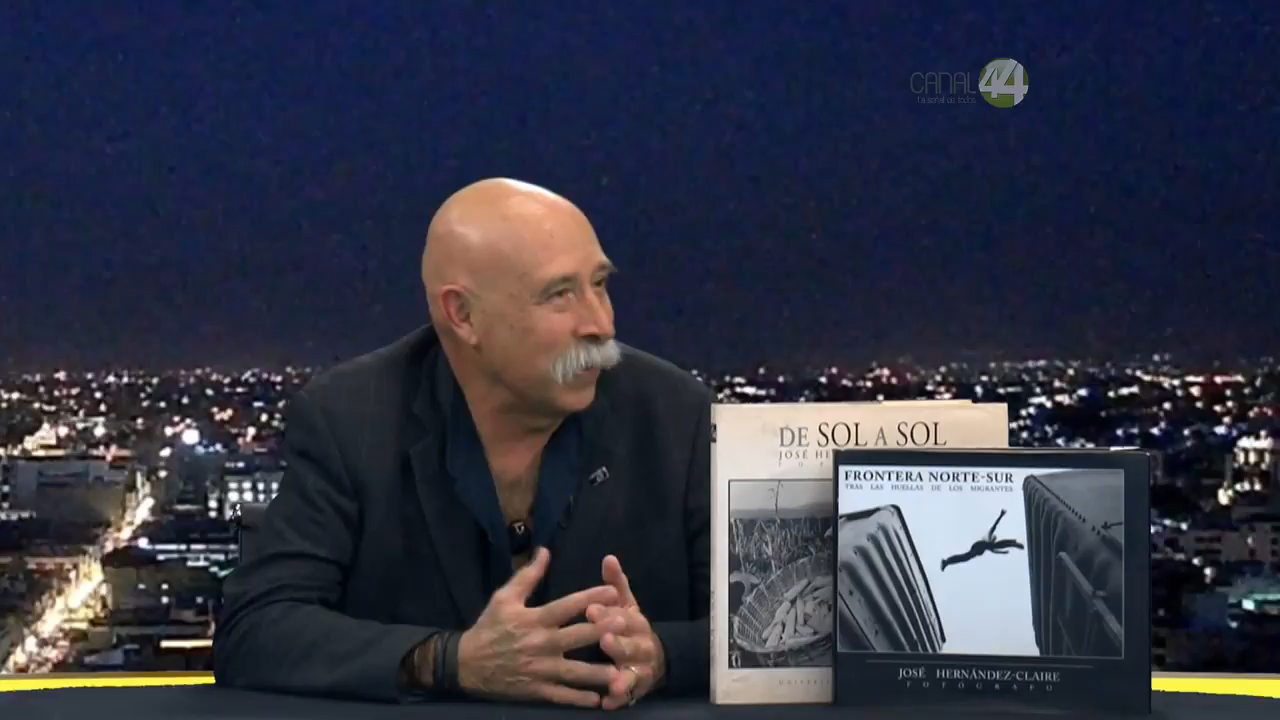 CANAL 44
DE SOL A SOL
JOSÉ HE
FRONTERA NORTE-SUR
TRAS LAS HUELLAS DE LOS MIGRANTES
JOSÉ HERNÁNDEZ-CLAIRE
FOTÓGRAFO